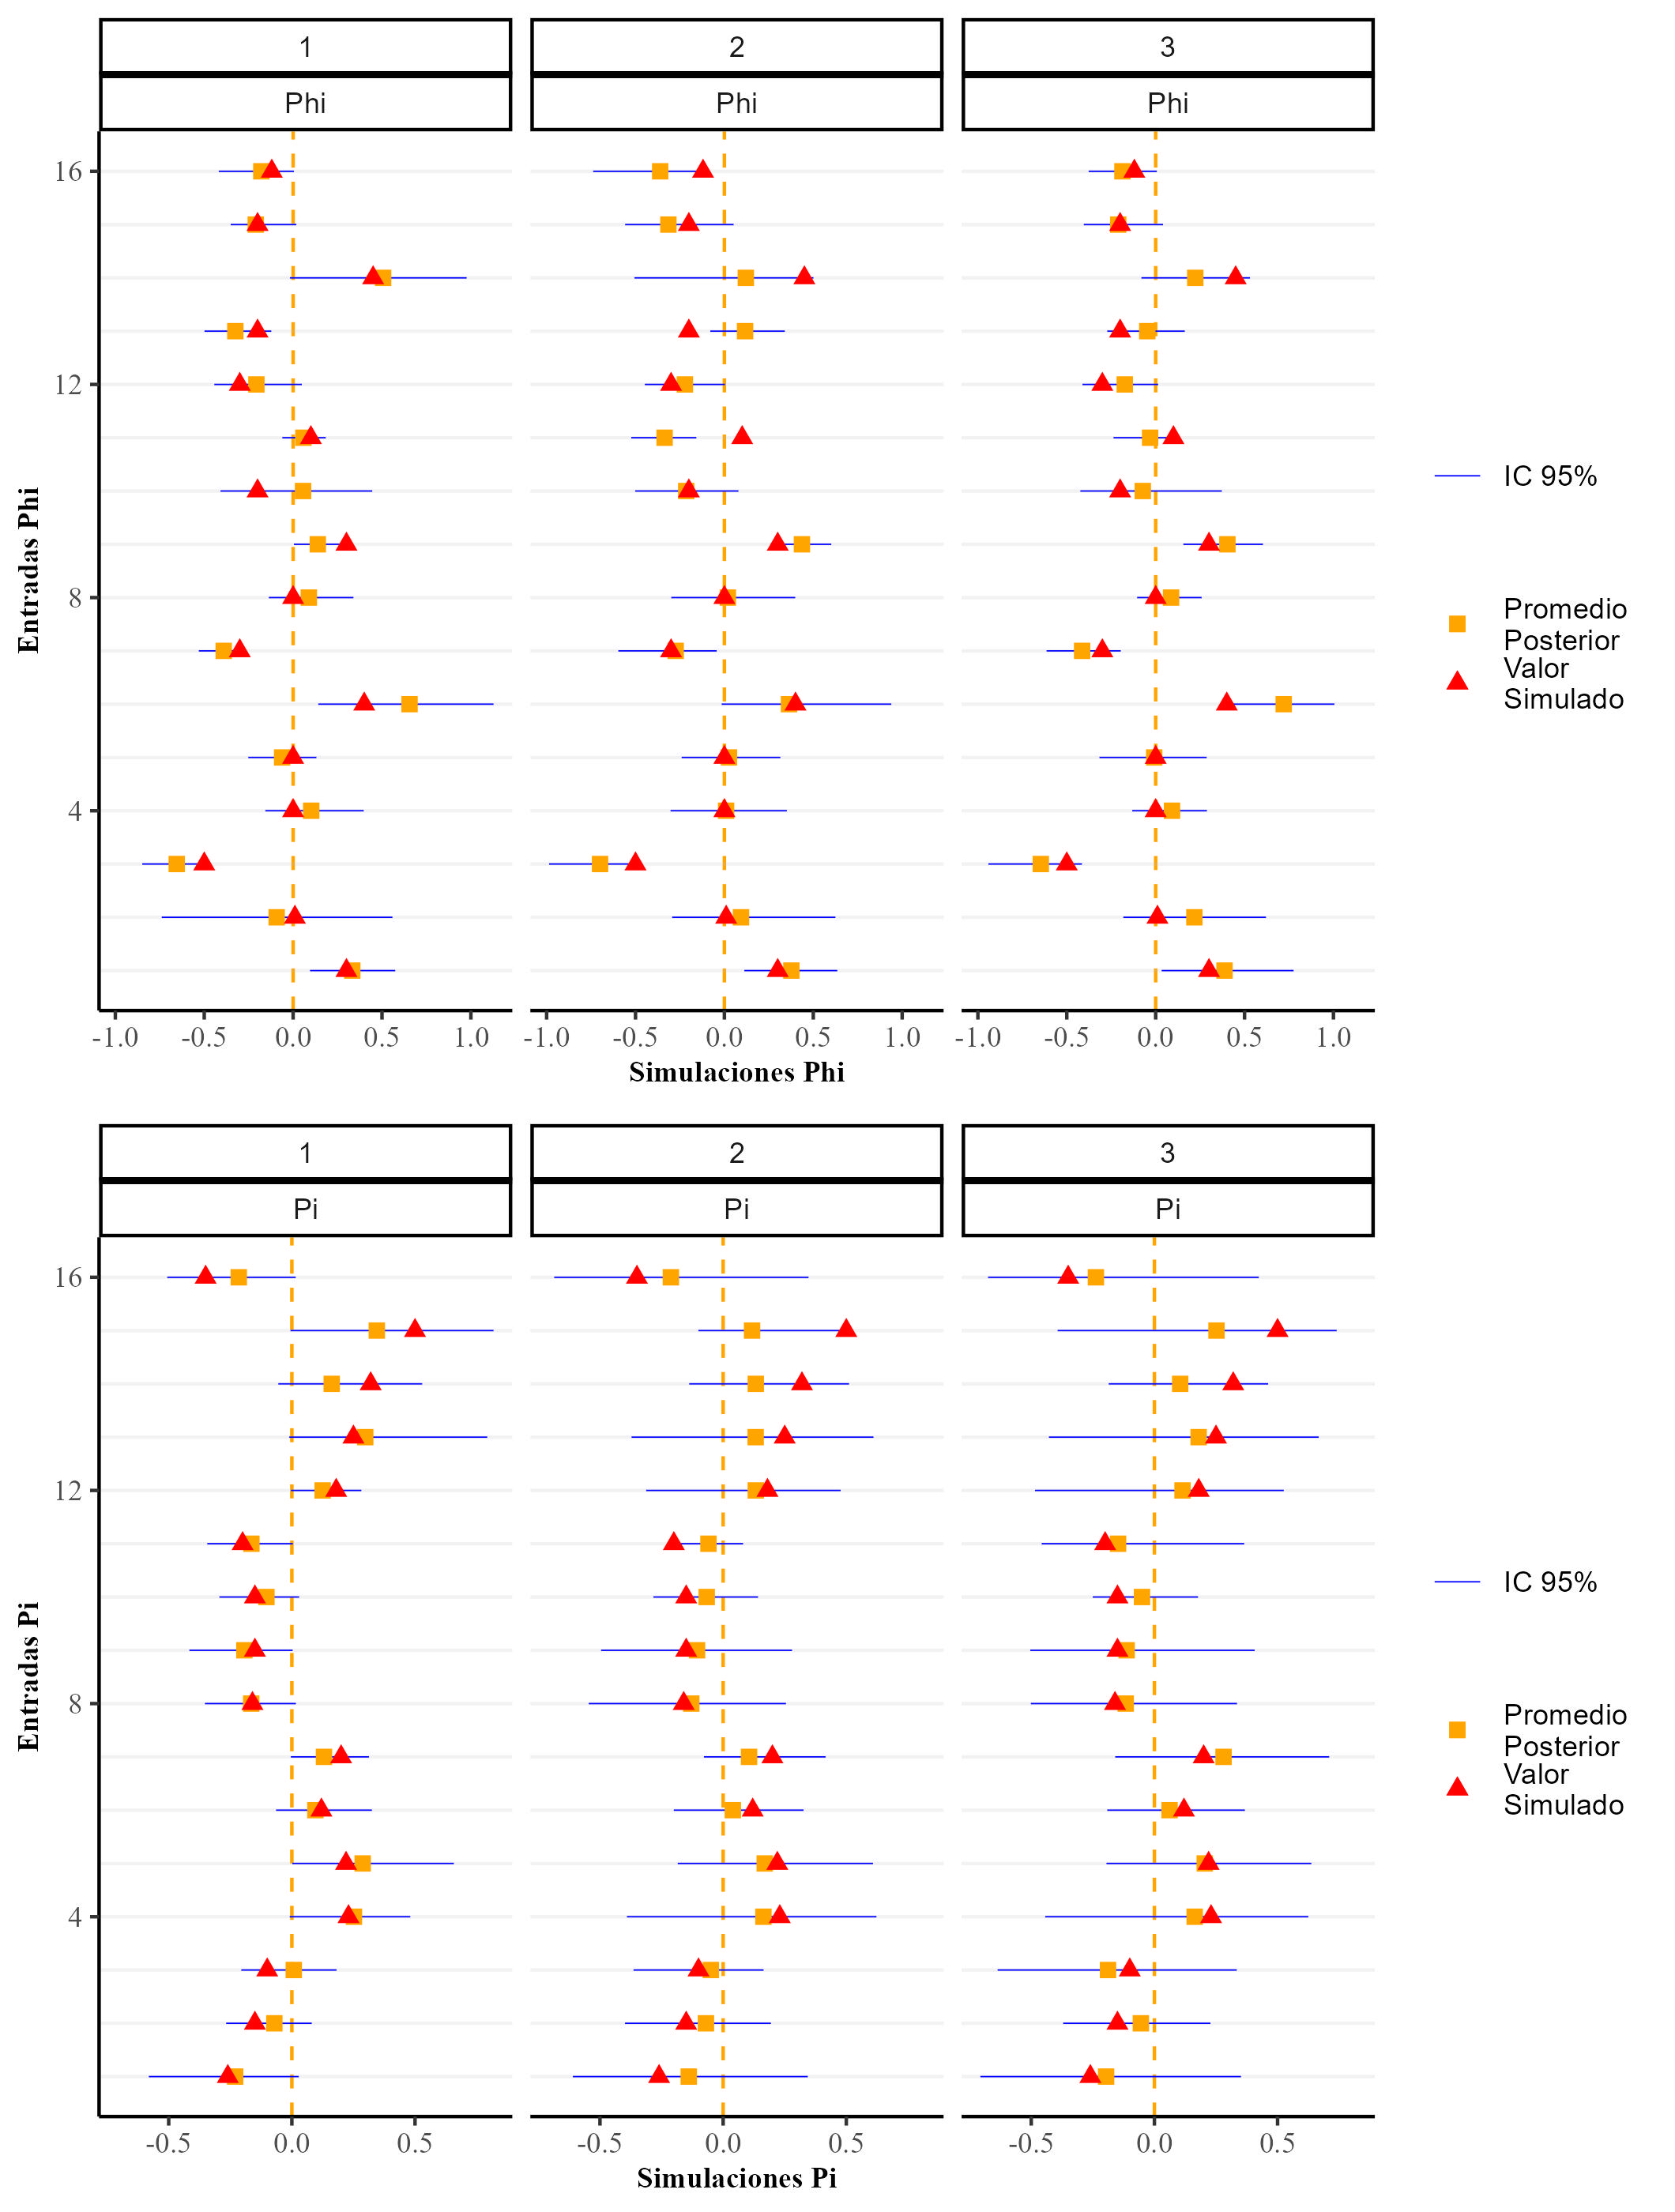 1 2 3
Phi Phi Phi
16
12
8
4
Entradas Phi
-1.0 -0.5 0.0 0.5 1.0 -1.0 -0.5 0.0 0.5 1.0 -1.0 -0.5 0.0 0.5 1.0
Simulaciones Phi
IC 95%
Promedio
Posterior
Valor
Simulado
1 2 3
Pi Pi Pi
16
12
8
4
Entradas Pi
-0.5 0.0 0.5 -0.5 0.0 0.5 -0.5 0.0 0.5
Simulaciones Pi
IC 95%
Promedio
Posterior
Valor
Simulado